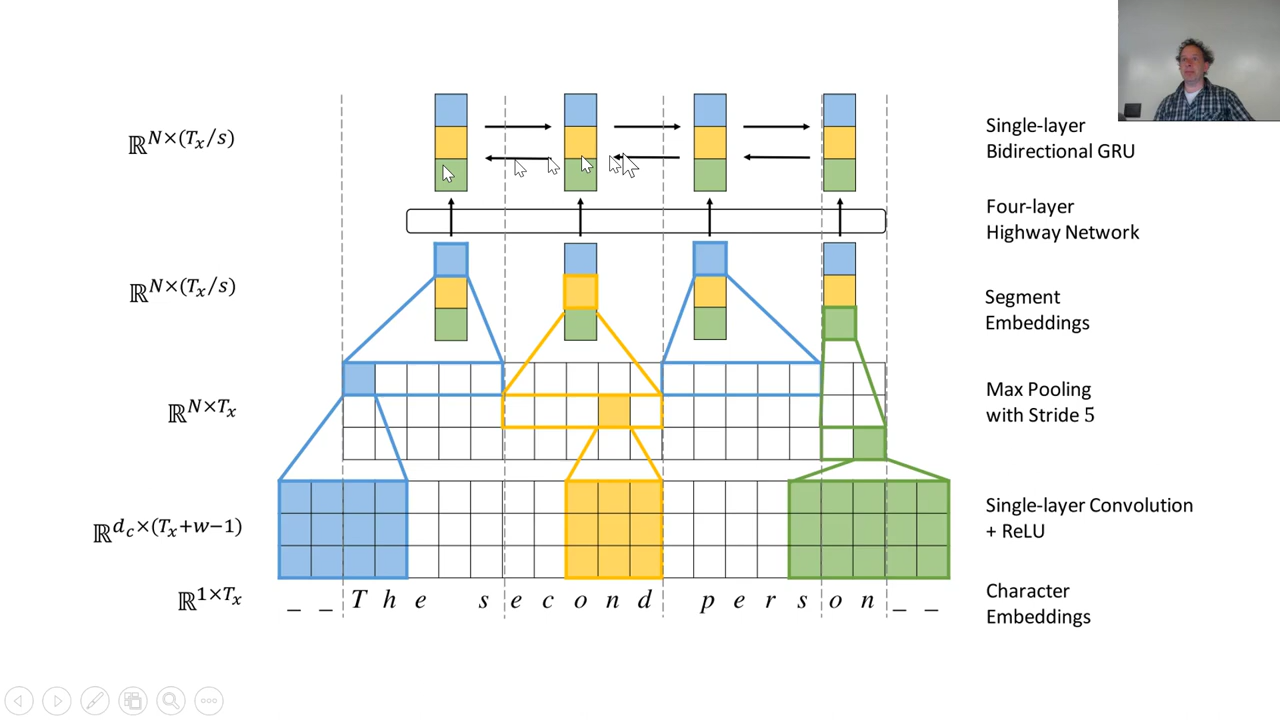 ℝ^{N×(T_x/s)}
Single-layer
Bidirectional GRU
Four-layer
Highway Network
ℝ^{N×(T_x/s)}
Segment
Embeddings
ℝ^{N×T_x}
Max Pooling
with Stride 5
ℝ^{d_c×(T_x+w−1)}
Single-layer Convolution
+ ReLU
ℝ^{1×T_x}
_ _ T h e s e c o n d p e r s o n _ _
Character
Embeddings